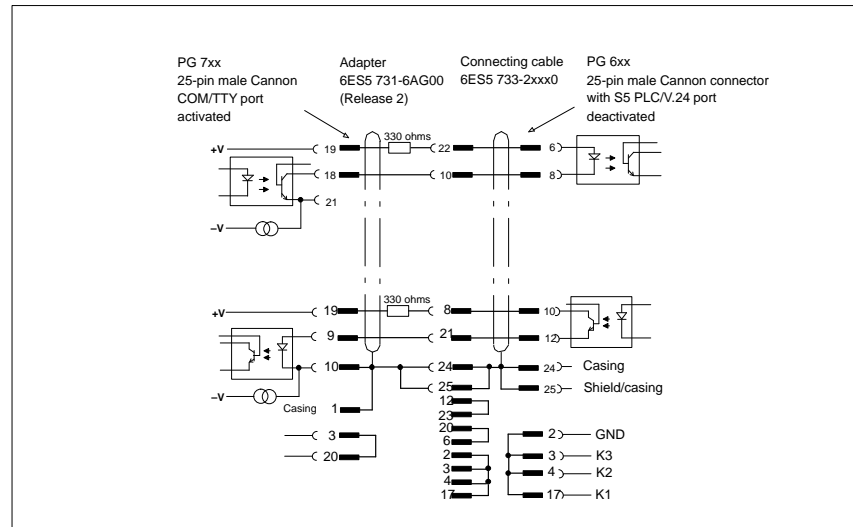 PG 7xx
25-pin male Cannon
COM/TTY port
activated
Adapter
6ES5 731-6AG00
(Release 2)
Connecting cable
6ES5 733-2xxx0
PG 6xx
25-pin male Cannon connector
with S5 PLC/V.24 port
deactivated
+V 19 330 ohms 22 6
18 10 8
21
–V
+V 19 330 ohms 8 10
9 21 12
10 24 24 Casing
–V 25 25 Shield/casing
Casing 1 12
23
3 20 2 GND
20 6 3 K3
2 4 K2
3 17 K1
4
17